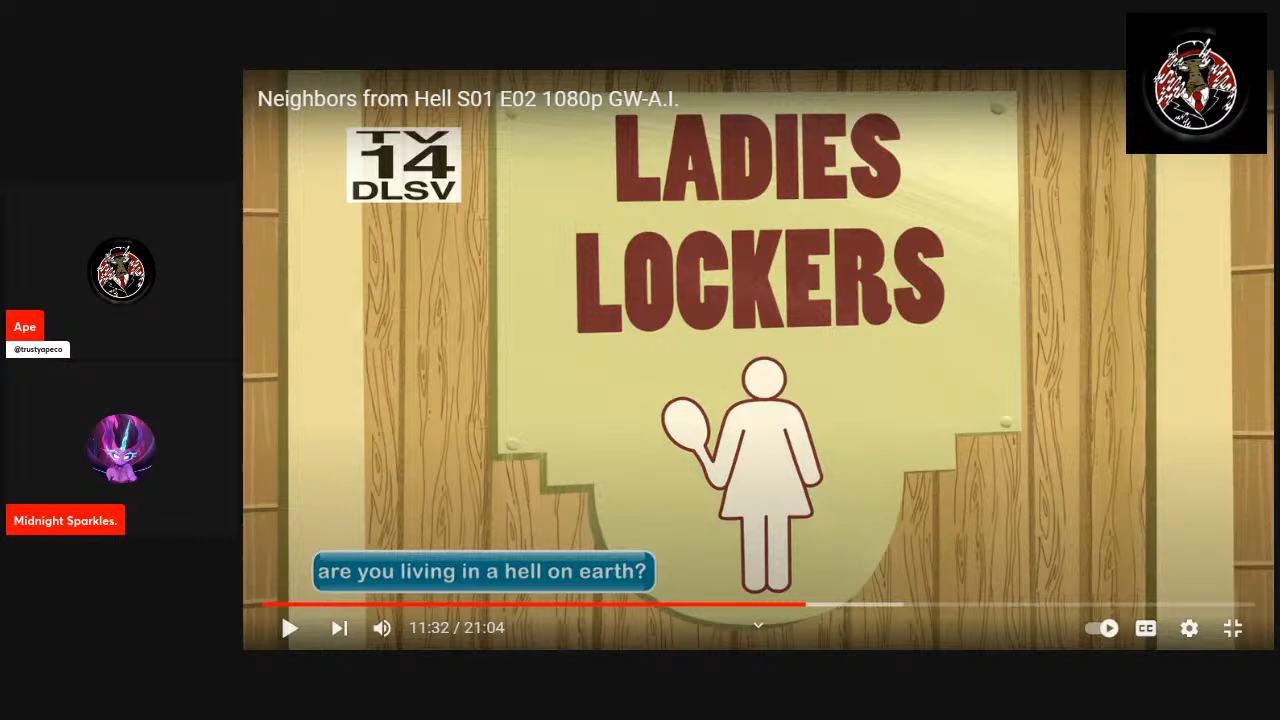 Neighbors from Hell S01 E02 1080p GW-A.I.
TV
14
DLSV
LADIES
LOCKERS
Ape
@trustyapeco
Midnight Sparkles.
are you living in a hell on earth?
11:32 / 21:04
CC